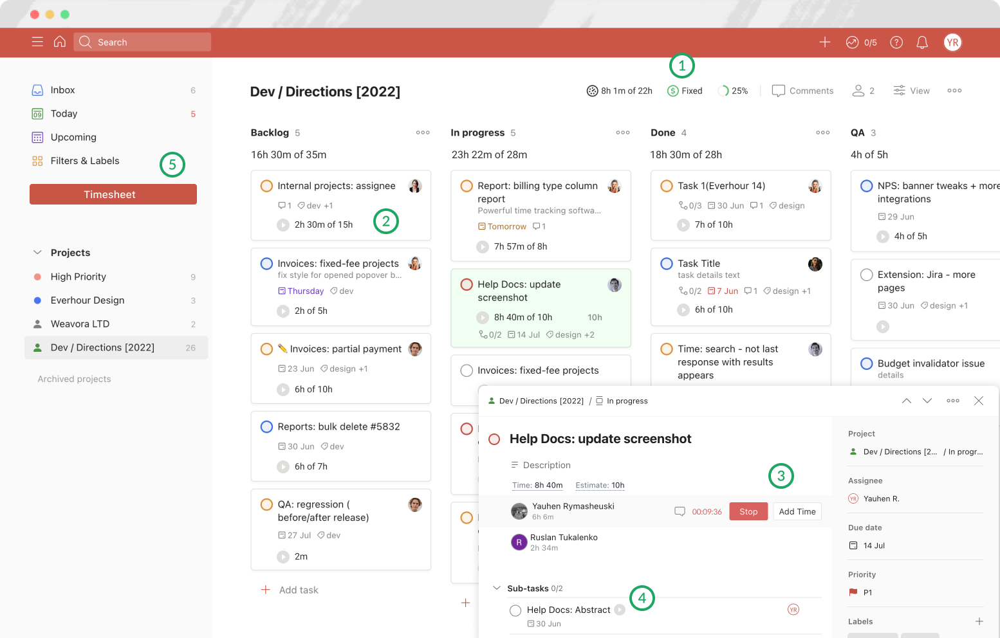 Search
0/5
?
YR
1
Inbox 6
09
Today 5
Upcoming
Filters & Labels
5
Timesheet
Projects
High Priority 9
Everhour Design 3
Weavora LTD 2
Dev / Directions [2022] 26
Archived projects
Dev / Directions [2022]
8h 1m of 22h
$ Fixed
25%
Comments
2
View
Backlog 5
16h 30m of 35m
Internal projects: assignee
1 dev +1
2h 30m of 15h
2
Invoices: fixed-fee projects
fix style for opened popover b...
Thursday dev
2h of 5h
Invoices: partial payment
23 Jun design +1
6h of 10h
Reports: bulk delete #5832
30 Jun dev
6h of 7h
QA: regression (
before/after release)
27 Jul dev
2m
Add task
In progress 5
23h 22m of 28m
Report: billing type column
report
Powerful time tracking softwa...
Tomorrow 1
7h 57m of 8h
Help Docs: update
screenshot
8h 40m of 10h 10h
0/2 14 Jul design +2
Invoices: fixed-fee projects
Done 4
18h 30m of 28h
Task 1(Everhour 14)
0/3 30 Jun 1 design
7h of 10h
Task Title
task details text
0/2 7 Jun 1 design +1
6h of 10h
Time: search - not last
response with results
appears
QA 3
4h of 5h
NPS: banner tweaks + more
integrations
29 Jun
4h of 5h
Extension: Jira - more
pages
30 Jun design +1
Budget invalidator issue
details
Dev / Directions [2022] / In progress
Help Docs: update screenshot
Description
3
Time: 8h 40m Estimate: 10h
Yauhen Rymasheuski
6h 6m
00:09:36
Stop
Add Time
R
Ruslan Tukalenko
2h 34m
Sub-tasks 0/2
4
Help Docs: Abstract
YR
30 Jun
Project
Dev / Directions [2... / In progr...
Assignee
YR Yauhen R.
Due date
14 Jul
Priority
P1
Labels